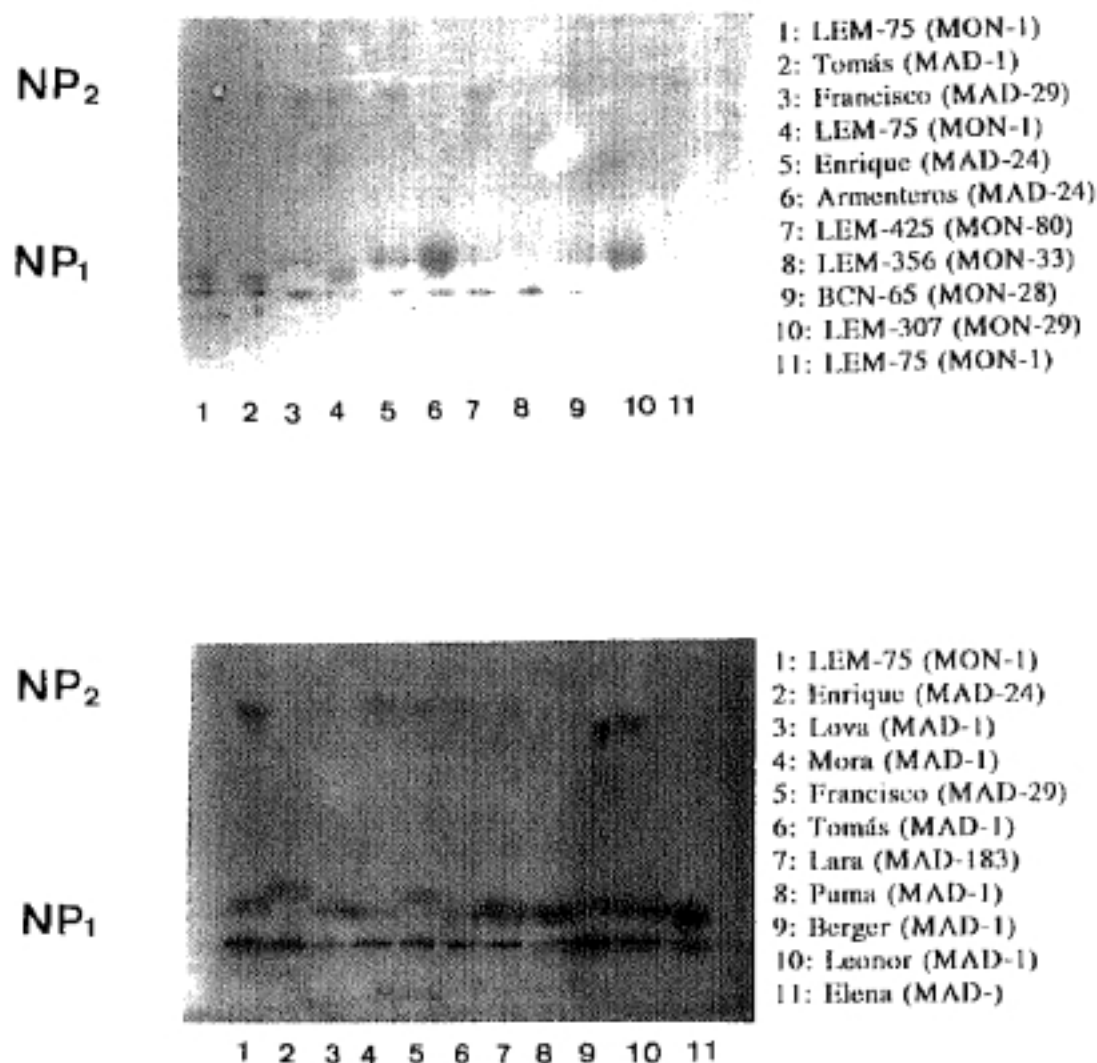 NP₂
NP₁
1: LEM-75 (MON-1)
2: Tomás (MAD-1)
3: Francisco (MAD-29)
4: LEM-75 (MON-1)
5: Enrique (MAD-24)
6: Armenteros (MAD-24)
7: LEM-425 (MON-80)
8: LEM-356 (MON-33)
9: BCN-65 (MON-28)
10: LEM-307 (MON-29)
11: LEM-75 (MON-1)
1 2 3 4 5 6 7 8 9 10 11
NP₂
NP₁
1: LEM-75 (MON-1)
2: Enrique (MAD-24)
3: Lova (MAD-1)
4: Mora (MAD-1)
5: Francisco (MAD-29)
6: Tomás (MAD-1)
7: Lara (MAD-183)
8: Puma (MAD-1)
9: Berger (MAD-1)
10: Leonor (MAD-1)
11: Elena (MAD-)
1 2 3 4 5 6 7 8 9 10 11